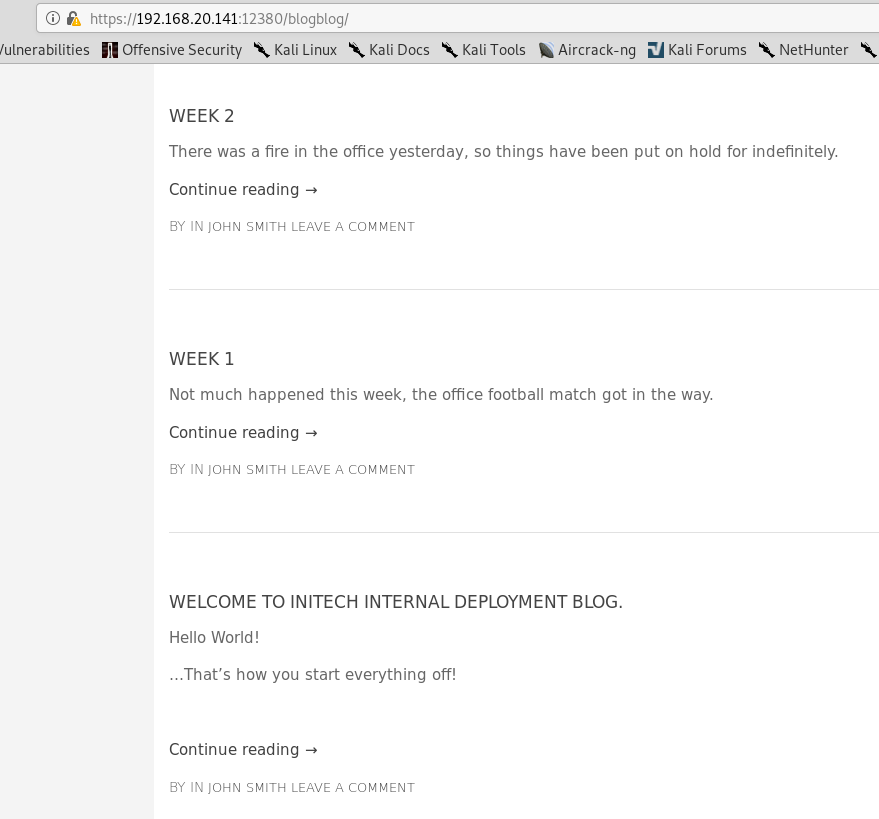 https://192.168.20.141:12380/blogblog/
Vulnerabilities Offensive Security Kali Linux Kali Docs Kali Tools Aircrack-ng Kali Forums NetHunter
WEEK 2
There was a fire in the office yesterday, so things have been put on hold for indefinitely.
Continue reading →
BY IN JOHN SMITH LEAVE A COMMENT
WEEK 1
Not much happened this week, the office football match got in the way.
Continue reading →
BY IN JOHN SMITH LEAVE A COMMENT
WELCOME TO INITECH INTERNAL DEPLOYMENT BLOG.
Hello World!
…That’s how you start everything off!
Continue reading →
BY IN JOHN SMITH LEAVE A COMMENT